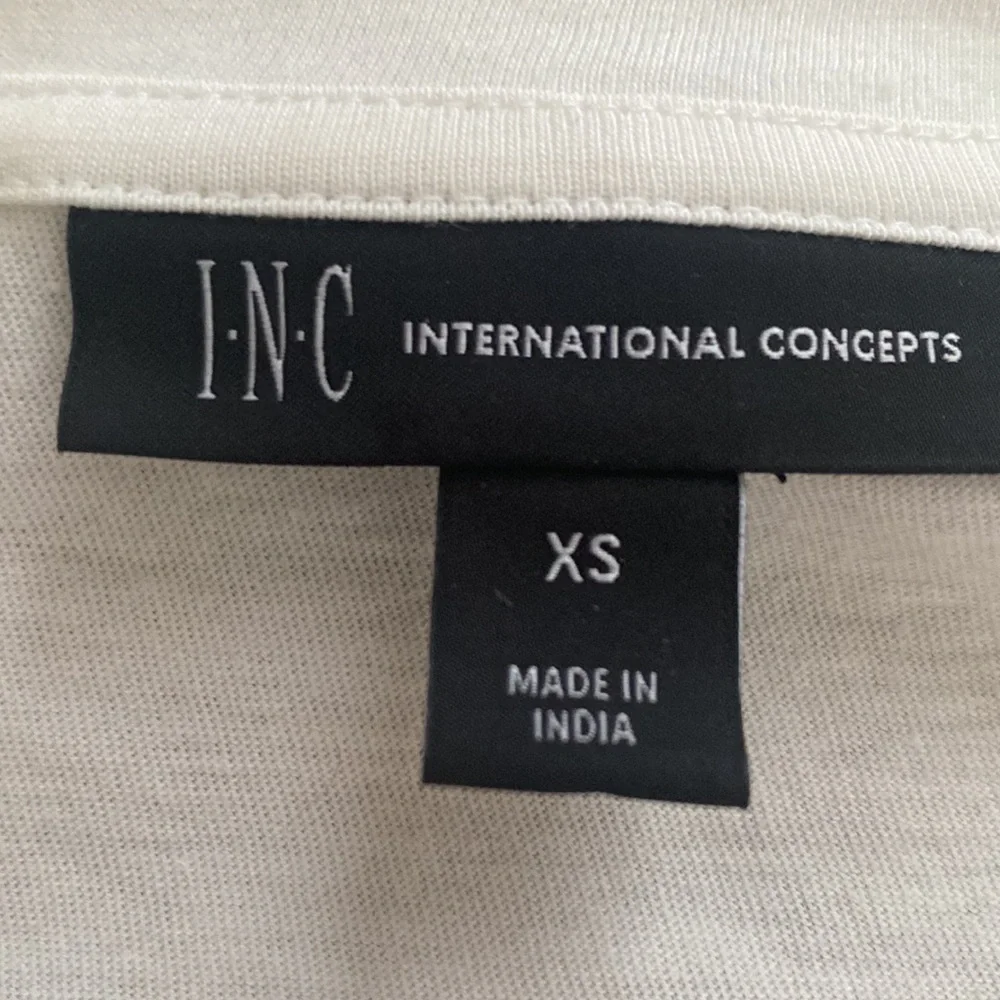 I·N·C INTERNATIONAL CONCEPTS
XS
MADE IN
INDIA